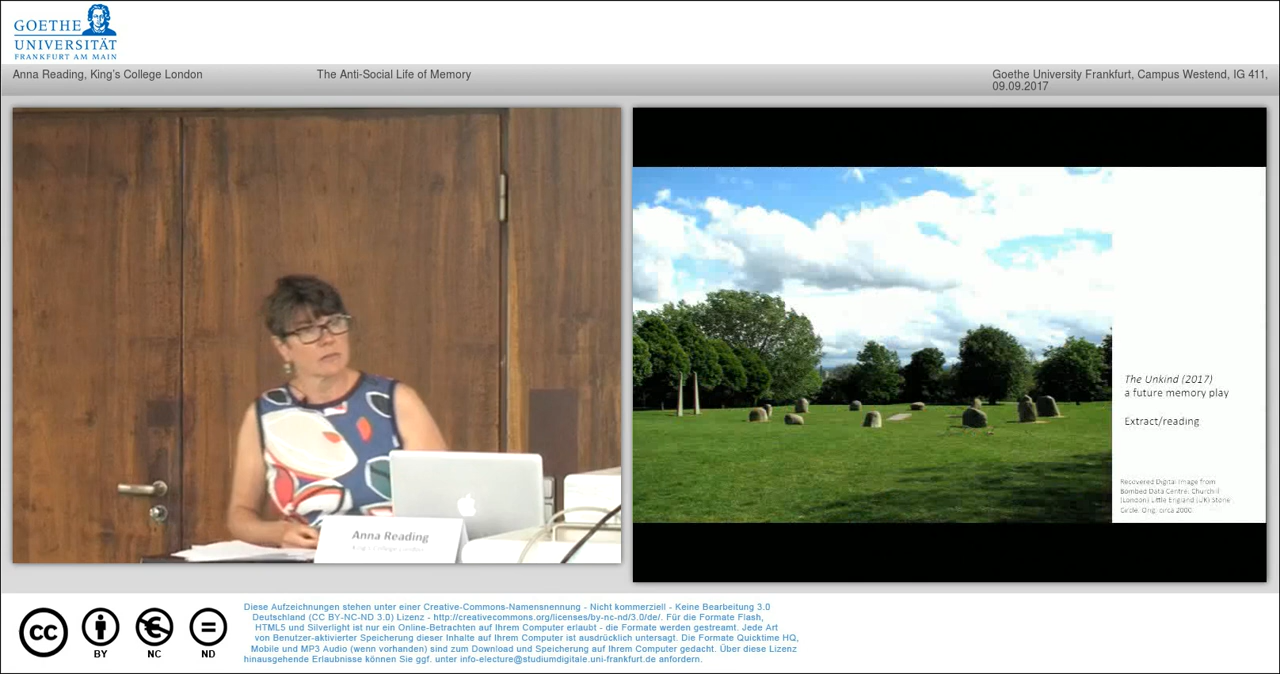 GOETHE
UNIVERSITÄT
FRANKFURT AM MAIN
Anna Reading, King's College London
The Anti-Social Life of Memory
Goethe University Frankfurt, Campus Westend, IG 411,
09.09.2017
Anna Reading
King's College London
The Unkind (2017)
a future memory play
Extract/reading
Recovered Digital Image from
Bombed Data Centre: Churchill
(London) Little England (UK) Stone
Circle. Orig. circa 2000.
cc
BY
NC
ND
Diese Aufzeichnungen stehen unter einer Creative-Commons-Namensnennung - Nicht kommerziell - Keine Bearbeitung 3.0
Deutschland (CC BY-NC-ND 3.0) Lizenz - http://creativecommons.org/licenses/by-nc-nd/3.0/de/. Für die Formate Flash,
HTML5 und Silverlight ist nur ein Online-Betrachten auf Ihrem Computer erlaubt - die Formate werden gestreamt. Jede Art
von Benutzer-aktivierter Speicherung dieser Inhalte auf Ihrem Computer ist ausdrücklich untersagt. Die Formate Quicktime HQ,
Mobile und MP3 Audio (wenn vorhanden) sind zum Download und Speicherung auf Ihrem Computer gedacht. Über diese Lizenz
hinausgehende Erlaubnisse können Sie ggf. unter info-electure@studiumdigitale.uni-frankfurt.de anfordern.